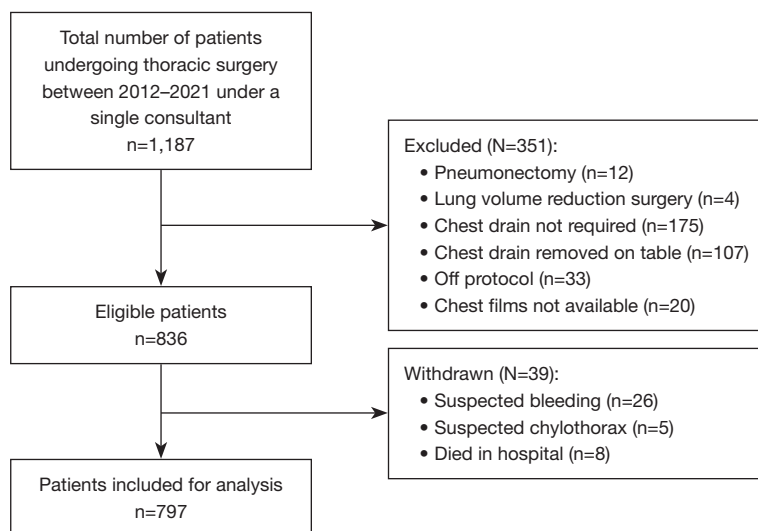 Total number of patients
undergoing thoracic surgery
between 2012–2021 under a
single consultant
n=1,187
Excluded (N=351):
• Pneumonectomy (n=12)
• Lung volume reduction surgery (n=4)
• Chest drain not required (n=175)
• Chest drain removed on table (n=107)
• Off protocol (n=33)
• Chest films not available (n=20)
Eligible patients
n=836
Withdrawn (N=39):
• Suspected bleeding (n=26)
• Suspected chylothorax (n=5)
• Died in hospital (n=8)
Patients included for analysis
n=797